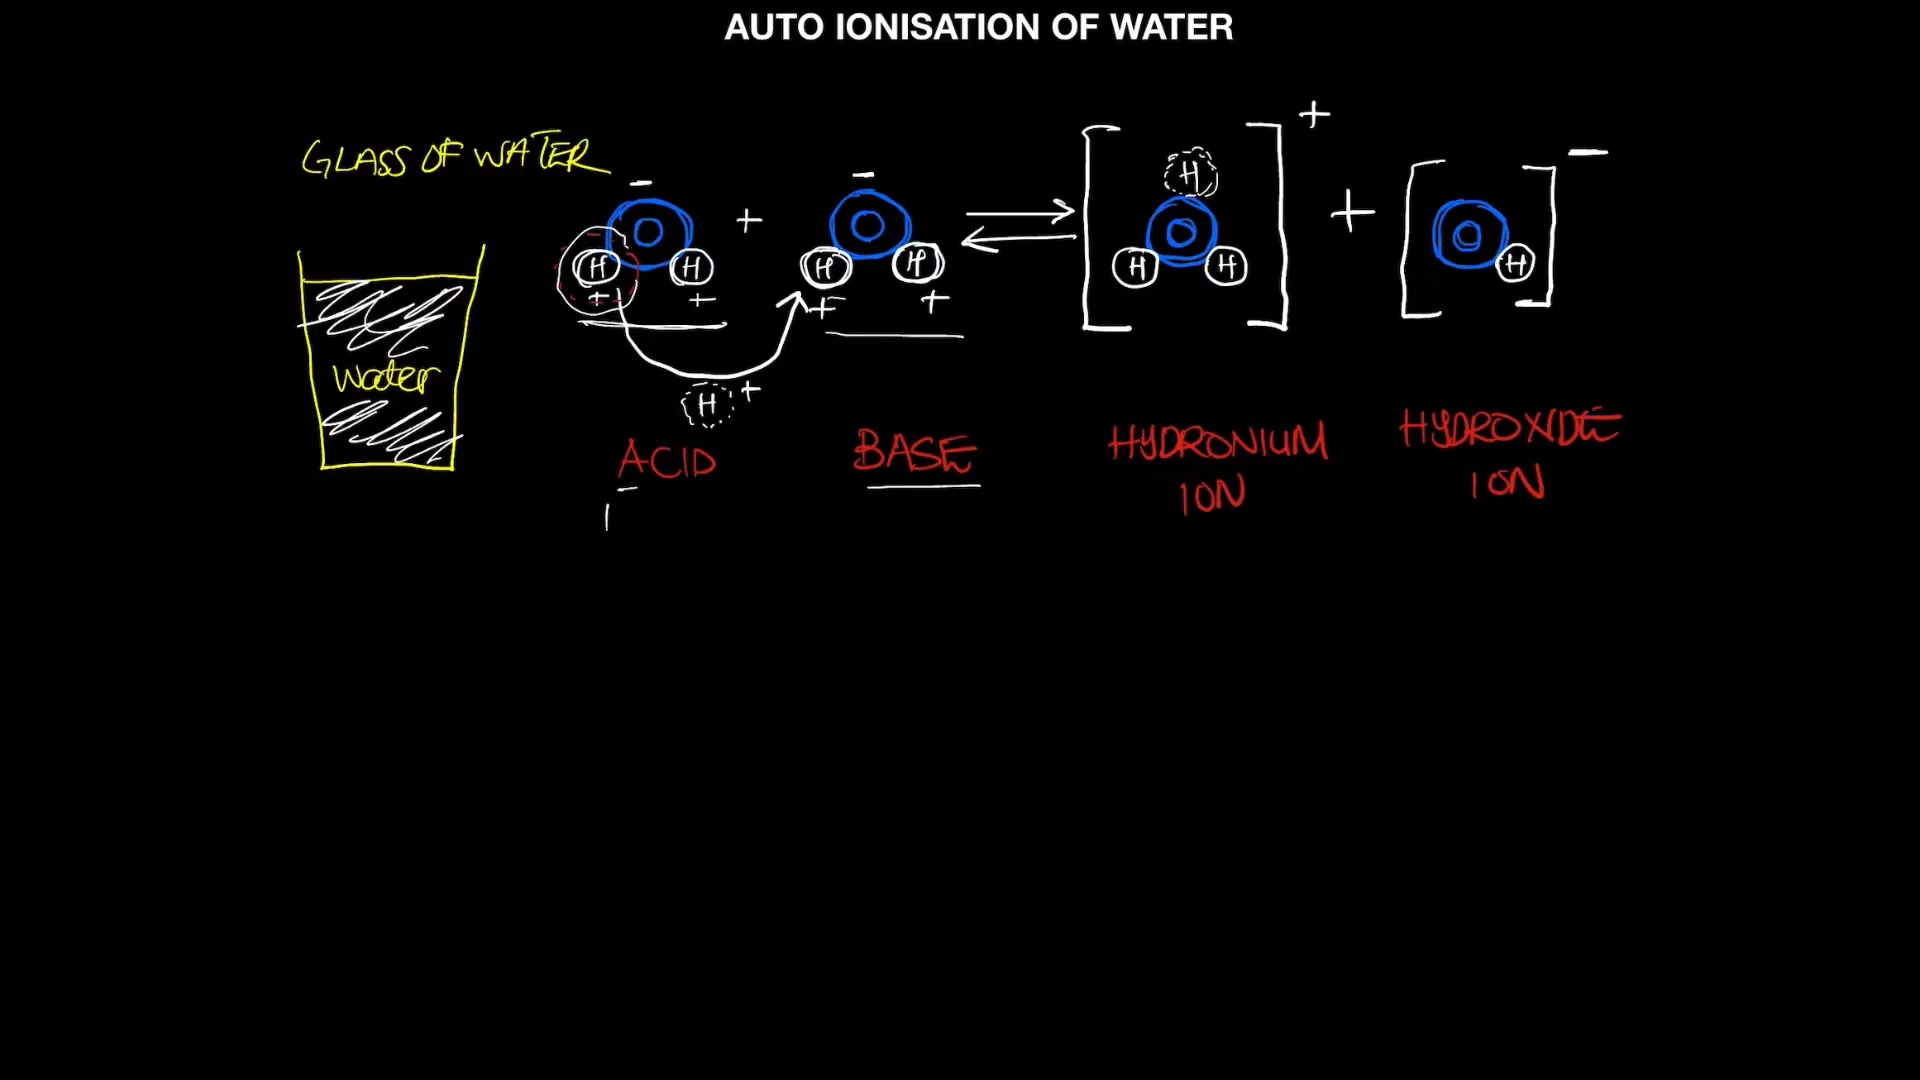 AUTO IONISATION OF WATER
GLASS OF WATER
water
- - + -
O + O ⇌ [ H O H H ] + [ O H ]
H H H H
+ + + +
H +
ACID BASE HYDRONIUM ION HYDROXIDE ION